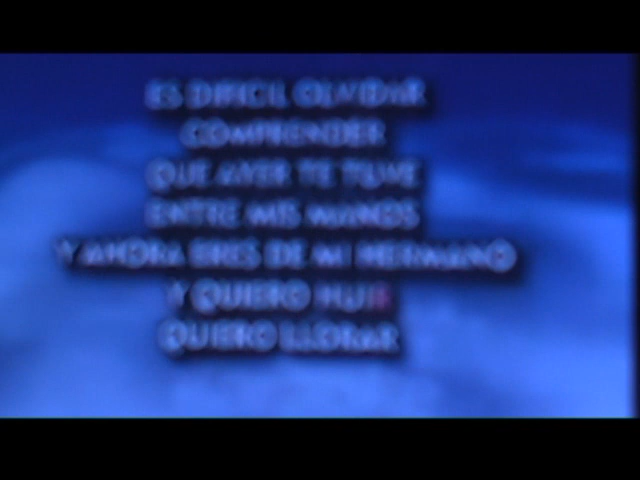 ES DIFICIL OLVIDAR
COMPRENDER
QUE AYER TE TUVE
ENTRE MIS MANOS
Y AHORA ERES DE MI HERMANO
Y QUIERO HUIR
QUIERO LLORAR